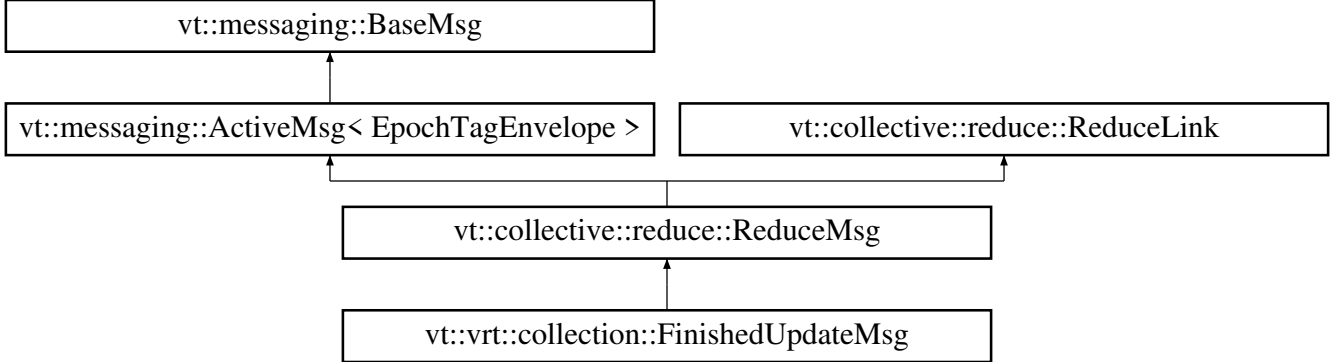 vt::messaging::BaseMsg
vt::messaging::ActiveMsg< EpochTagEnvelope >
vt::collective::reduce::ReduceLink
vt::collective::reduce::ReduceMsg
vt::vrt::collection::FinishedUpdateMsg